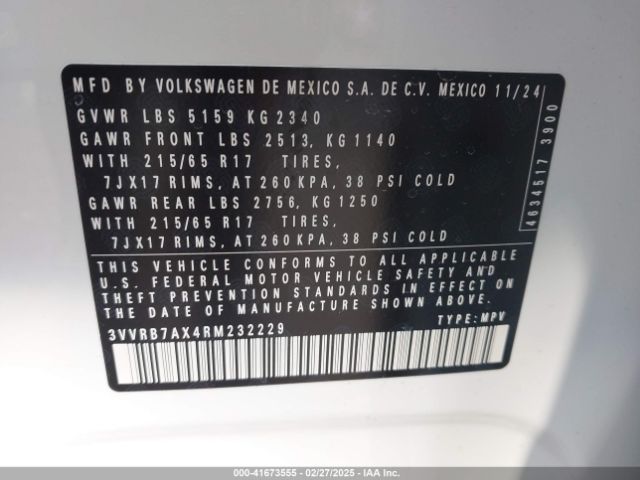 MFD BY VOLKSWAGEN DE MEXICO S.A. DE C.V. MEXICO 11/24
GVWR LBS 5159 KG 2340
GAWR FRONT LBS 2513, KG 1140
WITH 215/65 R17 TIRES,
7JX17 RIMS, AT 260 KPA, 38 PSI COLD
GAWR REAR LBS 2756, KG 1250
WITH 215/65 R17 TIRES,
7JX17 RIMS, AT 260 KPA, 38 PSI COLD
THIS VEHICLE CONFORMS TO ALL APPLICABLE
U.S. FEDERAL MOTOR VEHICLE SAFETY AND
THEFT PREVENTION STANDARDS IN EFFECT ON
THE DATE OF MANUFACTURE SHOWN ABOVE.
3VVRB7AX4RM232229 TYPE: MPV
4634517 3900
000-41673555 - 02/27/2025 - IAAI.com